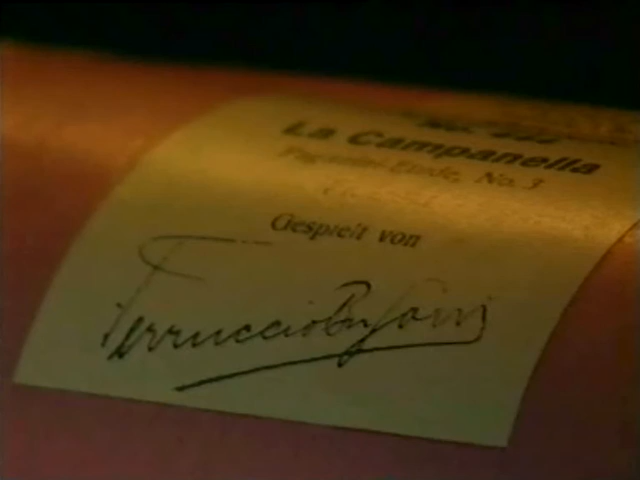 La Campanella
Paganini-Etude, No. 3
Gespielt von
Ferruccio Busoni